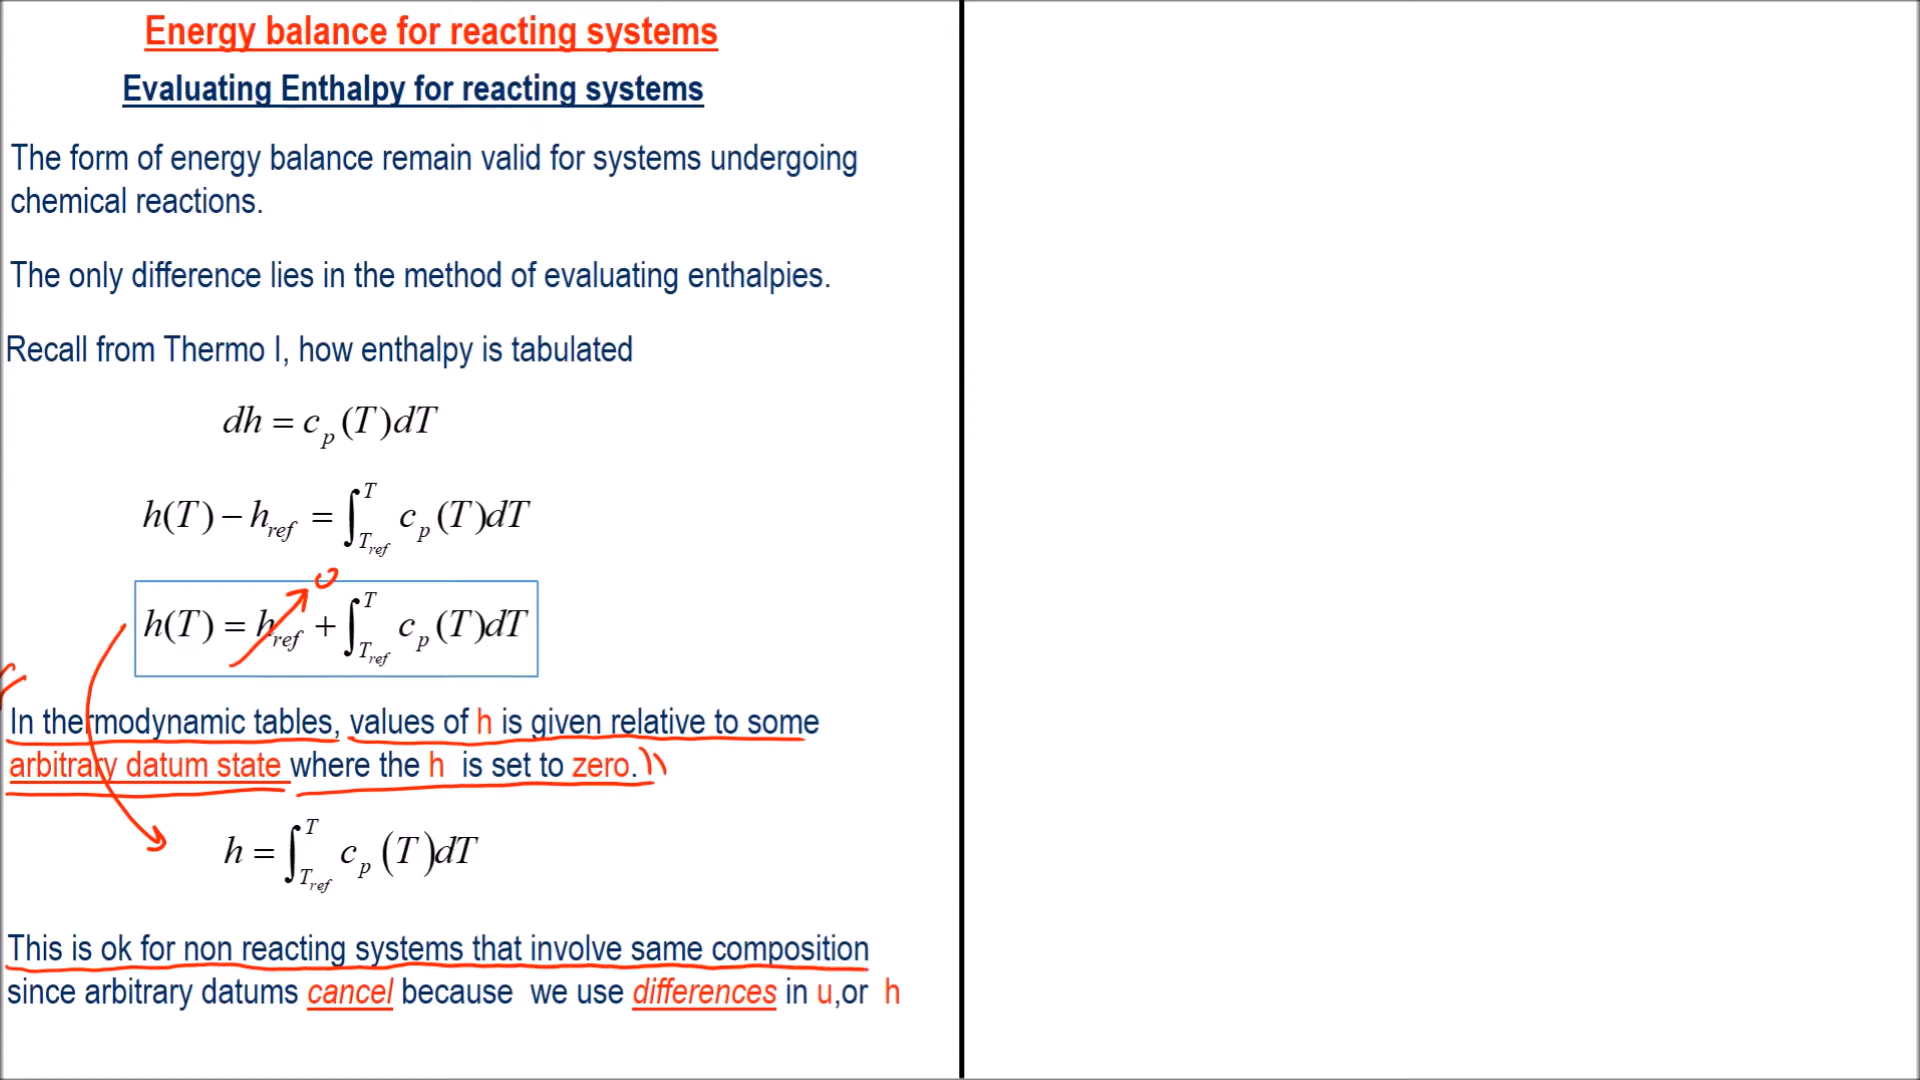 Energy balance for reacting systems
Evaluating Enthalpy for reacting systems
The form of energy balance remain valid for systems undergoing
chemical reactions.
The only difference lies in the method of evaluating enthalpies.
Recall from Thermo I, how enthalpy is tabulated
dh = c_p (T)dT
h(T) − h_ref = ∫_{T_ref}^{T} c_p (T)dT
0
h(T) = h_ref + ∫_{T_ref}^{T} c_p (T)dT
In thermodynamic tables, values of h is given relative to some
arbitrary datum state where the h is set to zero.
h = ∫_{T_ref}^{T} c_p (T)dT
This is ok for non reacting systems that involve same composition
since arbitrary datums cancel because we use differences in u,or h